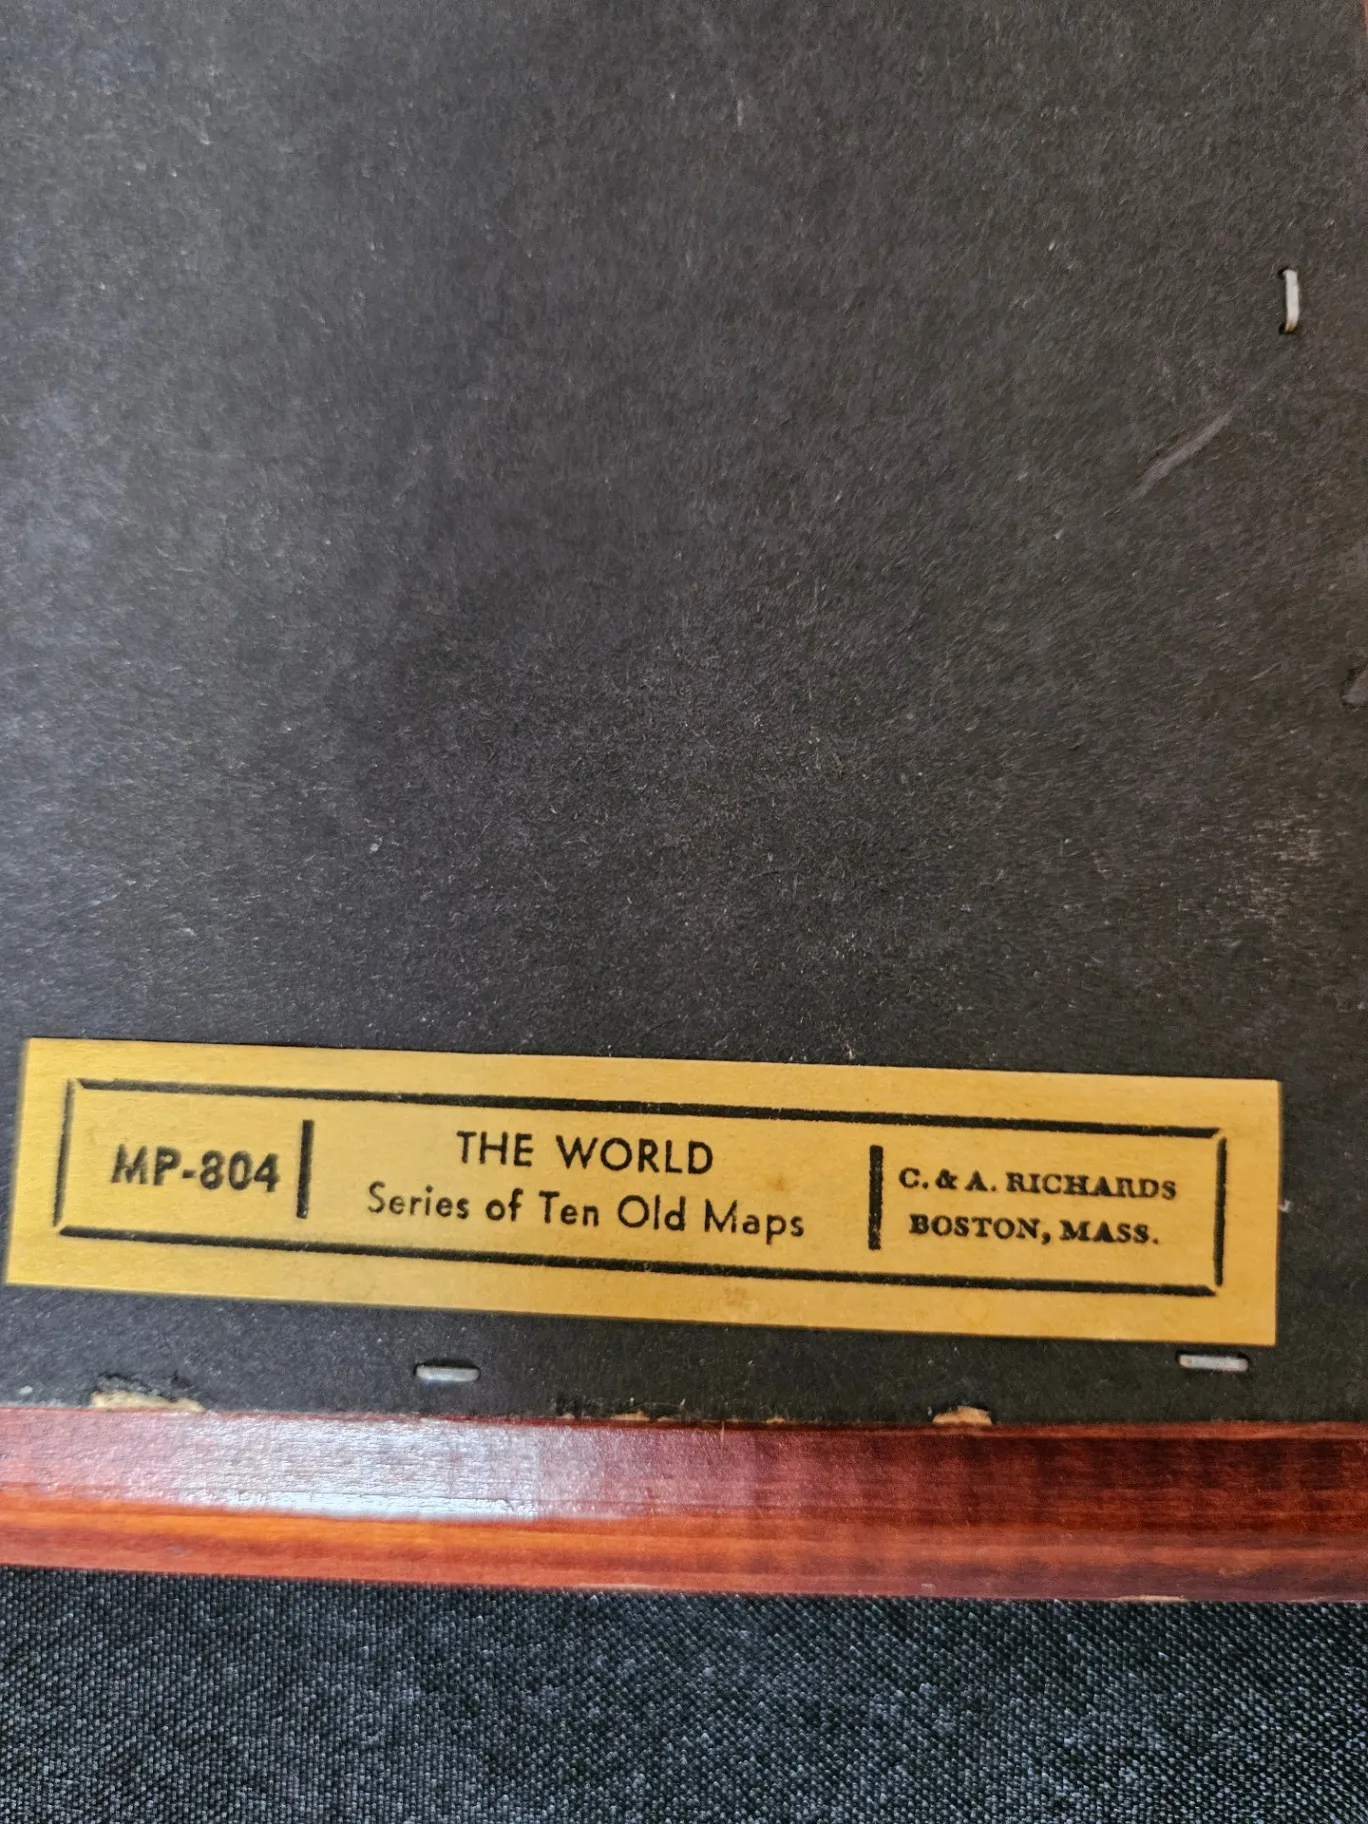 MP-804
THE WORLD
Series of Ten Old Maps
C. & A. RICHARDS
BOSTON, MASS.